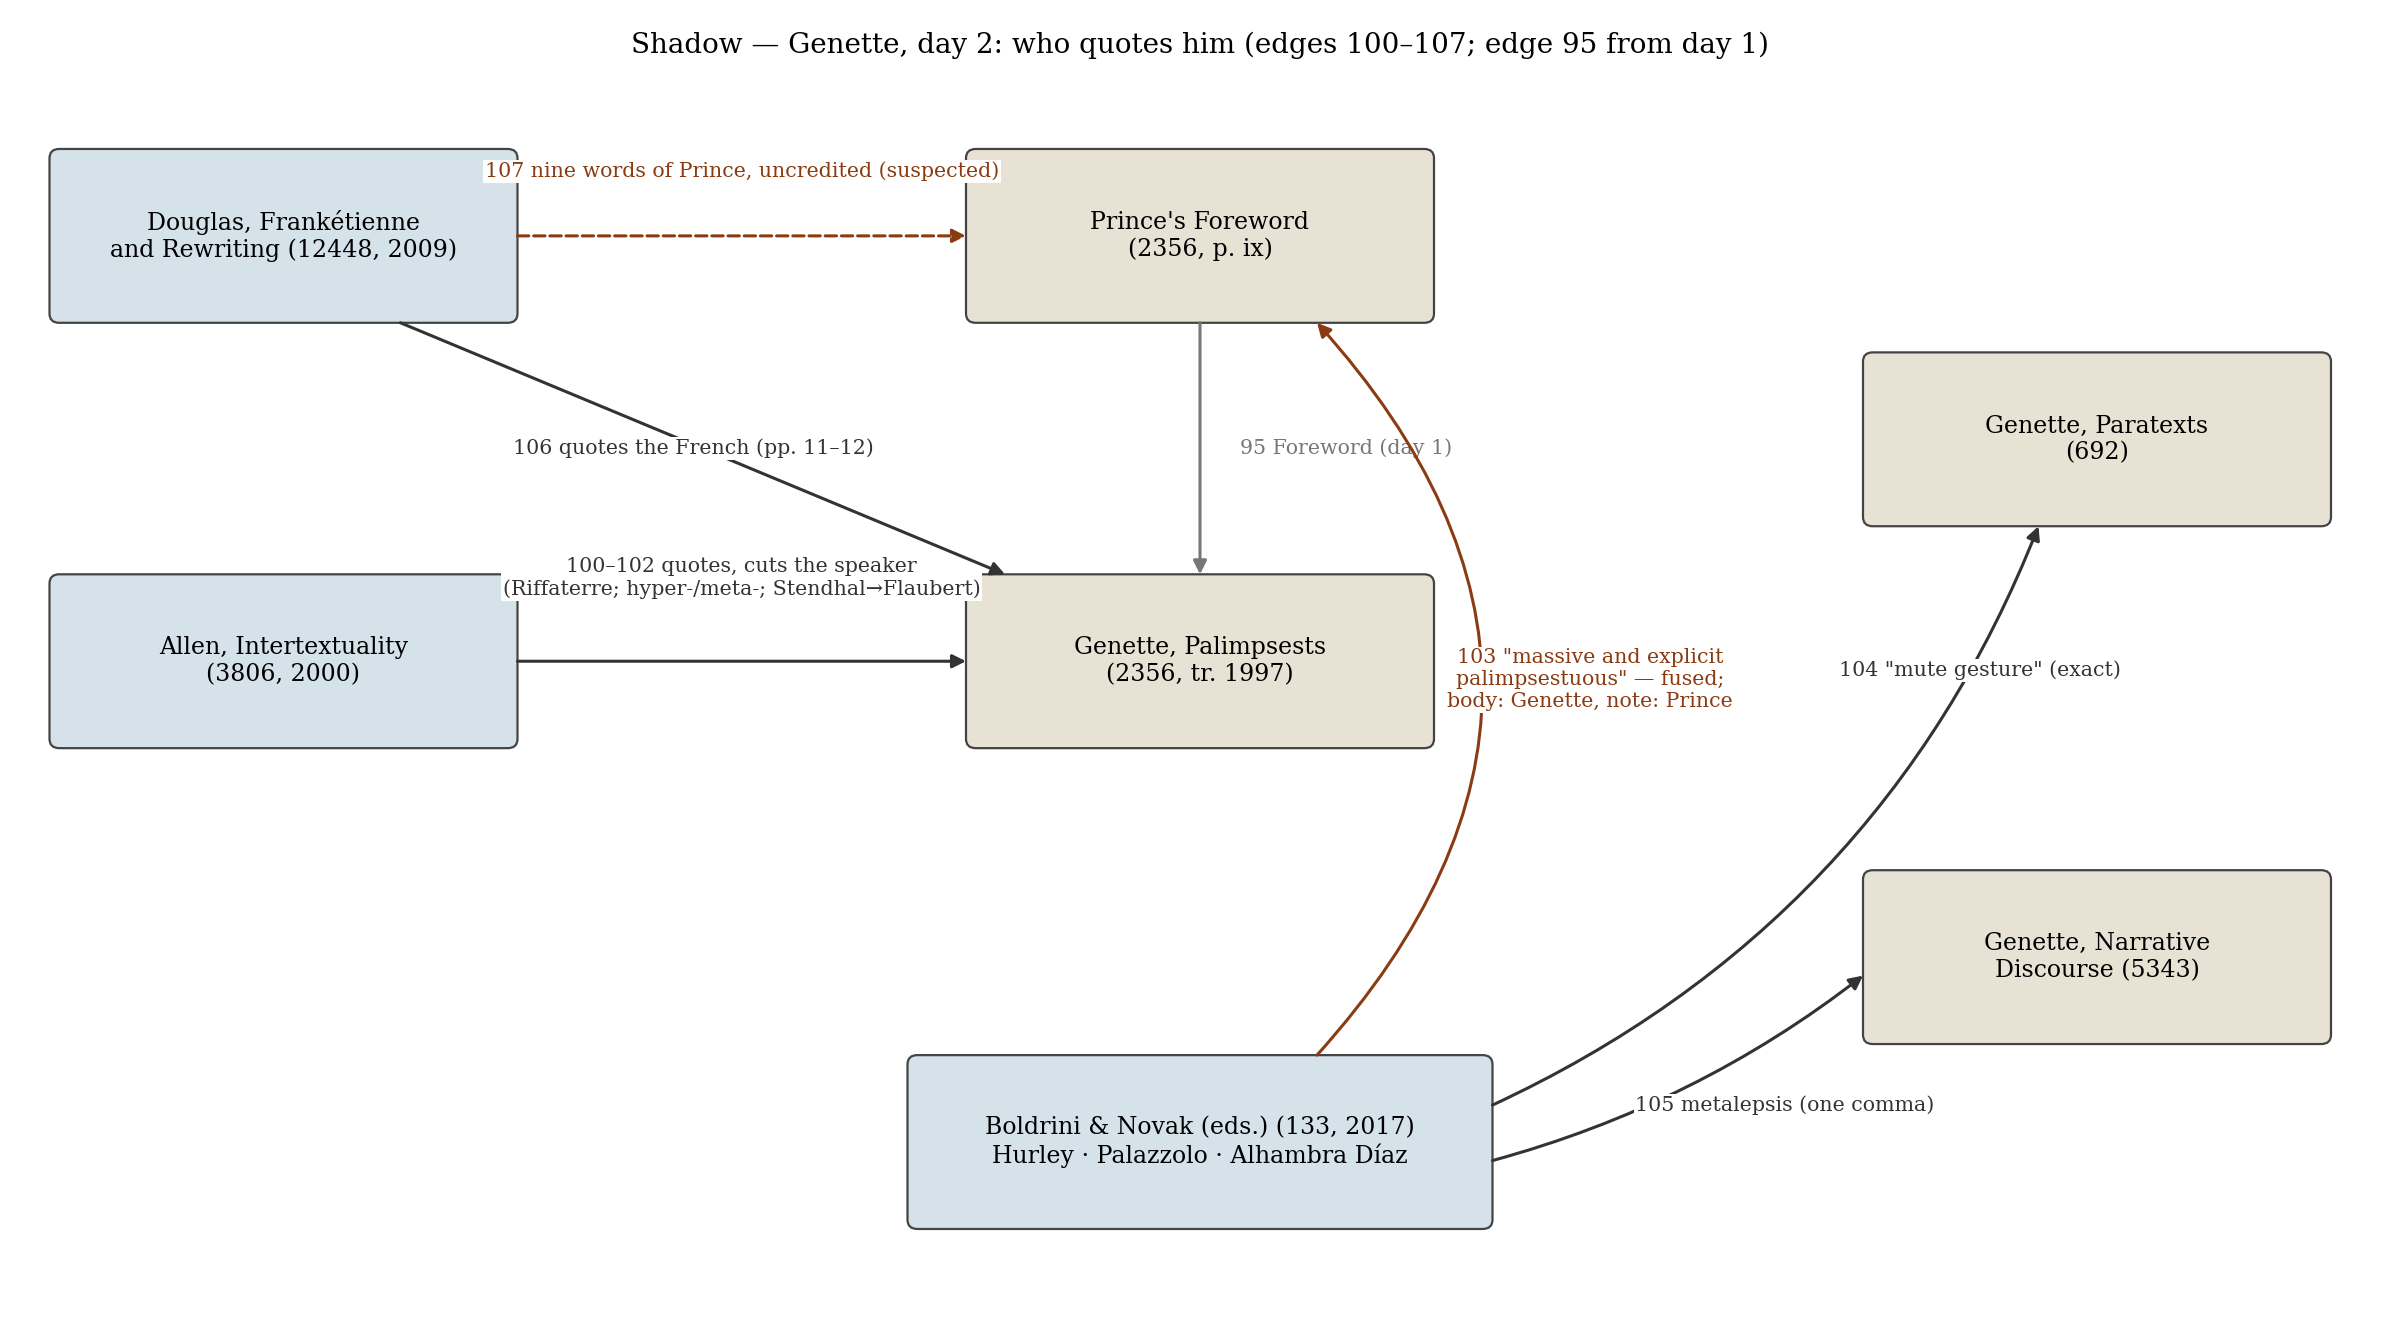 Shadow — Genette, day 2: who quotes him (edges 100–107; edge 95 from day 1)
107 nine words of Prince, uncredited (suspected)
Douglas, Frankétienne
and Rewriting (12448, 2009)
Prince's Foreword
(2356, p. ix)
Genette, Paratexts
(692)
106 quotes the French (pp. 11–12)
95 Foreword (day 1)
100–102 quotes, cuts the speaker
(Riffaterre; hyper-/meta-; Stendhal→Flaubert)
Allen, Intertextuality
(3806, 2000)
Genette, Palimpsests
(2356, tr. 1997)
103 "massive and explicit
palimpsestuous" — fused;
body: Genette, note: Prince
104 "mute gesture" (exact)
Genette, Narrative
Discourse (5343)
105 metalepsis (one comma)
Boldrini & Novak (eds.) (133, 2017)
Hurley · Palazzolo · Alhambra Díaz